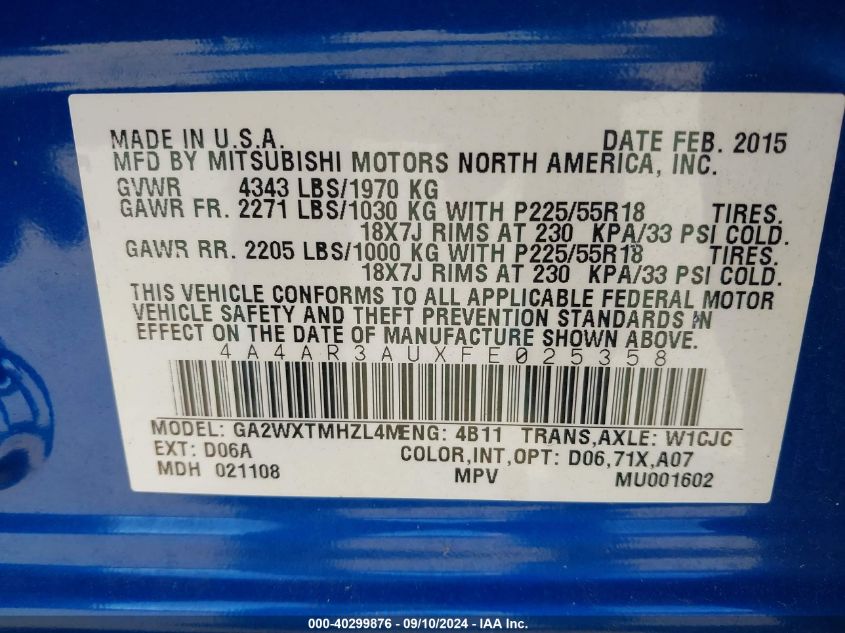 MADE IN U.S.A. DATE FEB. 2015
MFD BY MITSUBISHI MOTORS NORTH AMERICA, INC.
GVWR 4343 LBS/1970 KG
GAWR FR. 2271 LBS/1030 KG WITH P225/55R18 TIRES.
18X7J RIMS AT 230 KPA/33 PSI COLD.
GAWR RR. 2205 LBS/1000 KG WITH P225/55R18 TIRES.
18X7J RIMS AT 230 KPA/33 PSI COLD.
THIS VEHICLE CONFORMS TO ALL APPLICABLE FEDERAL MOTOR
VEHICLE SAFETY AND THEFT PREVENTION STANDARDS IN
EFFECT ON THE DATE OF MANUFACTURE SHOWN ABOVE.
4A4AR3AUXFE025358
MODEL: GA2WXTMHZL4M ENG: 4B11 TRANS,AXLE: W1CJC
EXT: D06A COLOR,INT,OPT: D06,71X,A07
MDH 021108 MPV MU001602
000-40299876 - 09/10/2024 - IAA Inc.